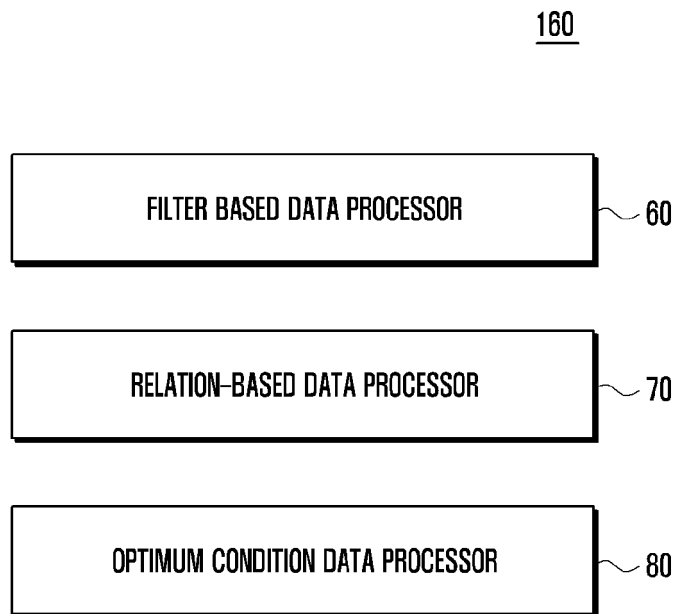 160
FILTER BASED DATA PROCESSOR
60
RELATION-BASED DATA PROCESSOR
70
OPTIMUM CONDITION DATA PROCESSOR
80